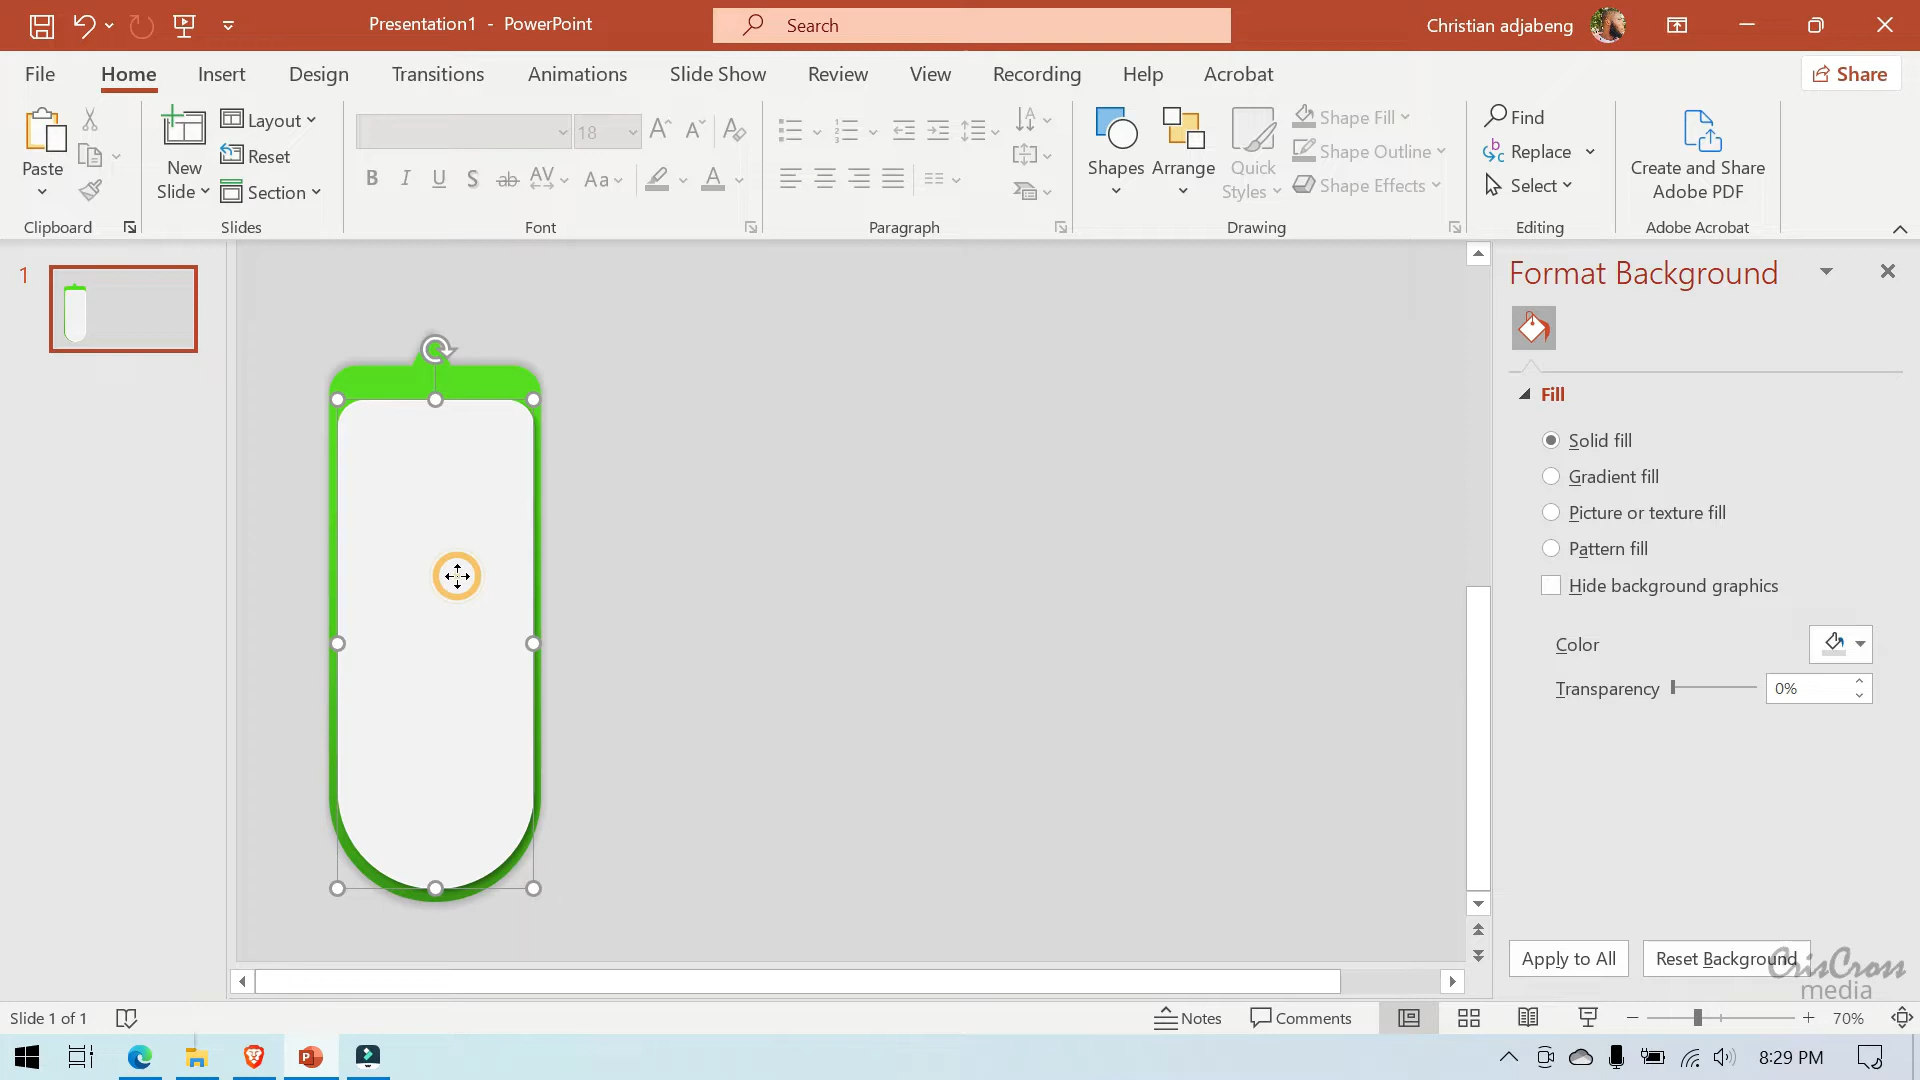 Presentation1 - PowerPoint
Search
Christian adjabeng
File Home Insert Design Transitions Animations Slide Show Review View Recording Help Acrobat
Share
Paste
Clipboard
New Slide
Layout
Reset
Section
Slides
18
B I U S ab AV Aa A
Font
Paragraph
Shapes
Arrange
Quick Styles
Shape Fill
Shape Outline
Shape Effects
Drawing
Find
Replace
Select
Editing
Create and Share
Adobe PDF
Adobe Acrobat
1
Format Background
Fill
Solid fill
Gradient fill
Picture or texture fill
Pattern fill
Hide background graphics
Color
Transparency 0%
Apply to All
Reset Background
CrisCross
media
Slide 1 of 1
Notes
Comments
70%
8:29 PM